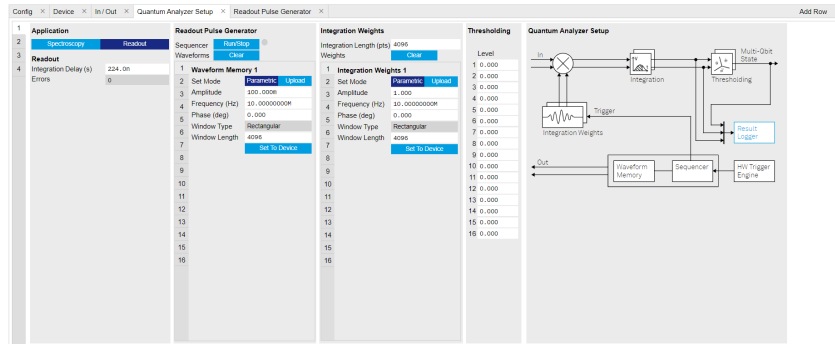 Config × Device × In / Out × Quantum Analyzer Setup × Readout Pulse Generator × Add Row
1 2 3 4
Application
Spectroscopy Readout
Readout
Integration Delay (s) 224.0n
Errors 0
Readout Pulse Generator
Sequencer Run/Stop
Waveforms Clear
1 2 3 4 5 6 7 8 9 10 11 12 13 14 15 16
Waveform Memory 1
Set Mode Parametric Upload
Amplitude 100.000m
Frequency (Hz) 10.00000000M
Phase (deg) 0.000
Window Type Rectangular
Window Length 4096
Set To Device
Integration Weights
Integration Length (pts) 4096
Weights Clear
1 2 3 4 5 6 7 8 9 10 11 12 13 14 15 16
Integration Weights 1
Set Mode Parametric Upload
Amplitude 1.000
Frequency (Hz) 10.00000000M
Phase (deg) 0.000
Window Type Rectangular
Window Length 4096
Set To Device
Thresholding
Level
1 0.000
2 0.000
3 0.000
4 0.000
5 0.000
6 0.000
7 0.000
8 0.000
9 0.000
10 0.000
11 0.000
12 0.000
13 0.000
14 0.000
15 0.000
16 0.000
Quantum Analyzer Setup
In
Integration
Multi-Qbit
State
Thresholding
Trigger
Integration Weights
Result
Logger
Out
Waveform
Memory
Sequencer
HW Trigger
Engine